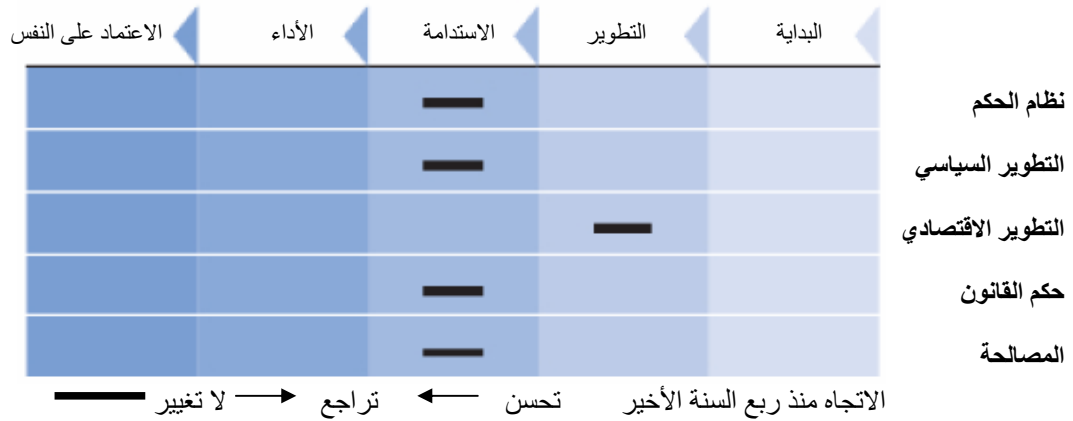 البداية التطوير الاستدامة الأداء الاعتماد على النفس
نظام الحكم
التطوير السياسي
التطوير الاقتصادي
حكم القانون
المصالحة
الاتجاه منذ ربع السنة الأخير تحسن تراجع لا تغيير